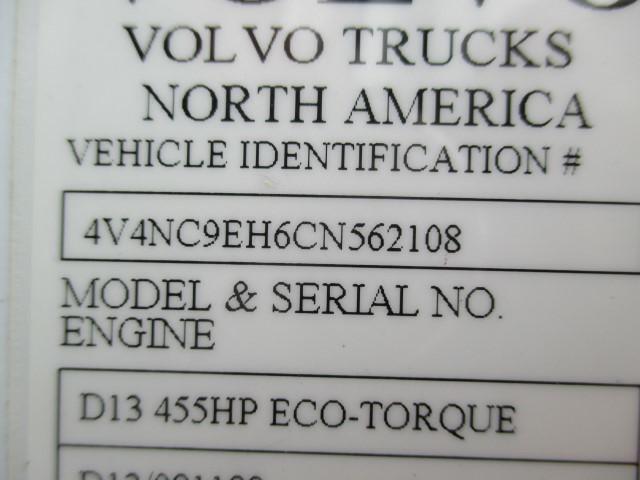 VOLVO TRUCKS
NORTH AMERICA
VEHICLE IDENTIFICATION #
4V4NC9EH6CN562108
MODEL & SERIAL NO.
ENGINE
D13 455HP ECO-TORQUE